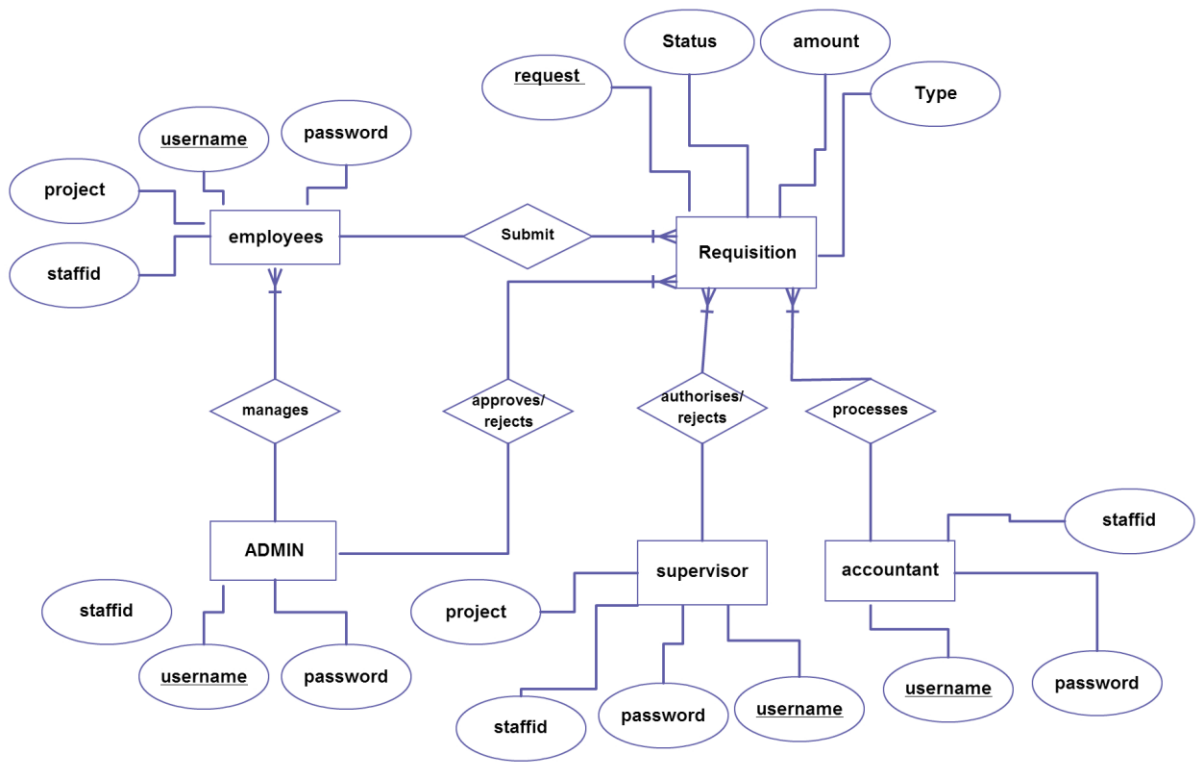 Status
amount
request
Type
username
password
project
employees
Submit
Requisition
staffid
manages
approves/
rejects
authorises/
rejects
processes
staffid
ADMIN
supervisor
accountant
staffid
project
username
password
staffid
password
username
username
password